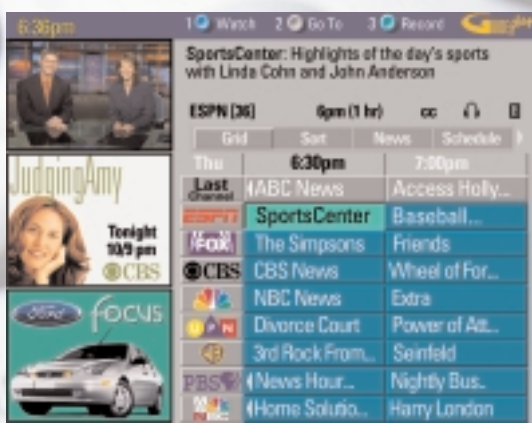 6:36pm
1 Watch 2 Go To 3 Record
SportsCenter: Highlights of the day's sports
with Linda Cohn and John Anderson
ESPN [36] 6pm (1 hr) cc
Grid Sort News Schedule
Thu 6:30pm 7:00pm
Last Channel ABC News Access Holly...
ESPN SportsCenter Baseball...
FOX The Simpsons Friends
CBS CBS News Wheel of For...
NBC News Extra
UPN Divorce Court Power of Att...
3rd Rock From... Seinfeld
PBS News Hour... Nightly Bus..
Home Solutio... Harry London
JudgingAmy
Tonight
10/9 pm
CBS
Ford focus